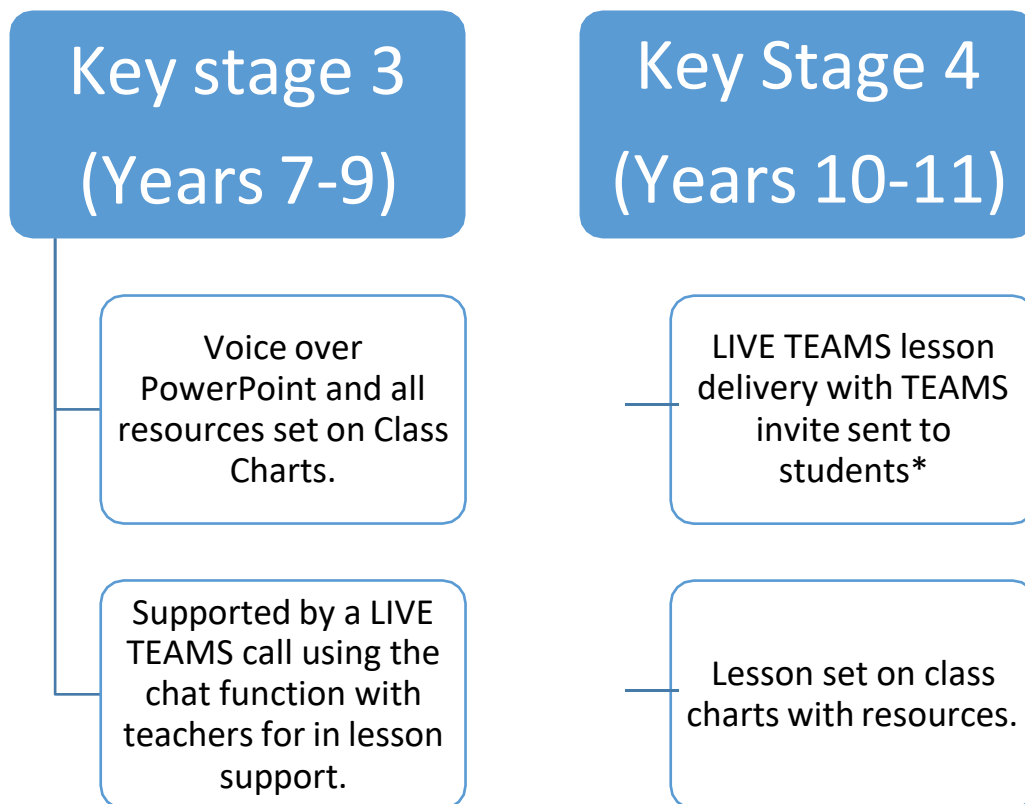 Key stage 3
(Years 7-9)
Voice over
PowerPoint and all
resources set on Class
Charts.
Supported by a LIVE
TEAMS call using the
chat function with
teachers for in lesson
support.
Key Stage 4
(Years 10-11)
LIVE TEAMS lesson
delivery with TEAMS
invite sent to
students*
Lesson set on class
charts with resources.